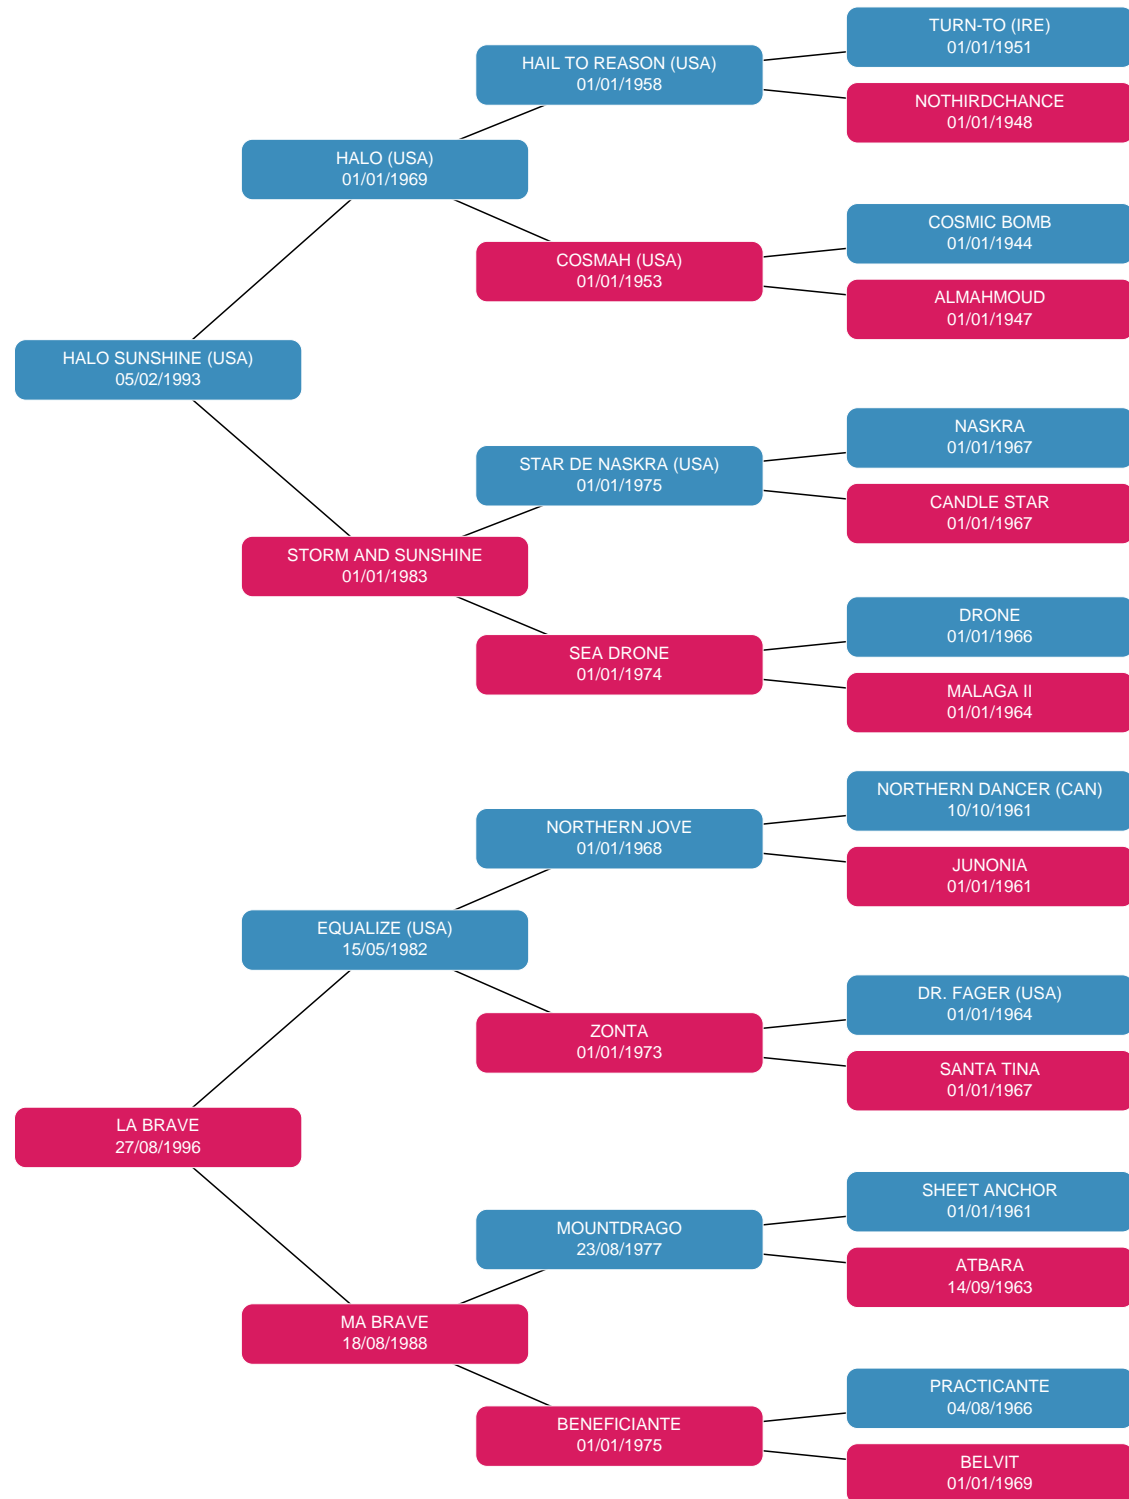 TURN-TO (IRE)
01/01/1951
HAIL TO REASON (USA)
01/01/1958
NOTHIRDCHANCE
01/01/1948
HALO (USA)
01/01/1969
COSMIC BOMB
01/01/1944
COSMAH (USA)
01/01/1953
ALMAHMOUD
01/01/1947
HALO SUNSHINE (USA)
05/02/1993
NASKRA
01/01/1967
STAR DE NASKRA (USA)
01/01/1975
CANDLE STAR
01/01/1967
STORM AND SUNSHINE
01/01/1983
DRONE
01/01/1966
SEA DRONE
01/01/1974
MALAGA II
01/01/1964
NORTHERN DANCER (CAN)
10/10/1961
NORTHERN JOVE
01/01/1968
JUNONIA
01/01/1961
EQUALIZE (USA)
15/05/1982
DR. FAGER (USA)
01/01/1964
ZONTA
01/01/1973
SANTA TINA
01/01/1967
LA BRAVE
27/08/1996
SHEET ANCHOR
01/01/1961
MOUNTDRAGO
23/08/1977
ATBARA
14/09/1963
MA BRAVE
18/08/1988
PRACTICANTE
04/08/1966
BENEFICIANTE
01/01/1975
BELVIT
01/01/1969